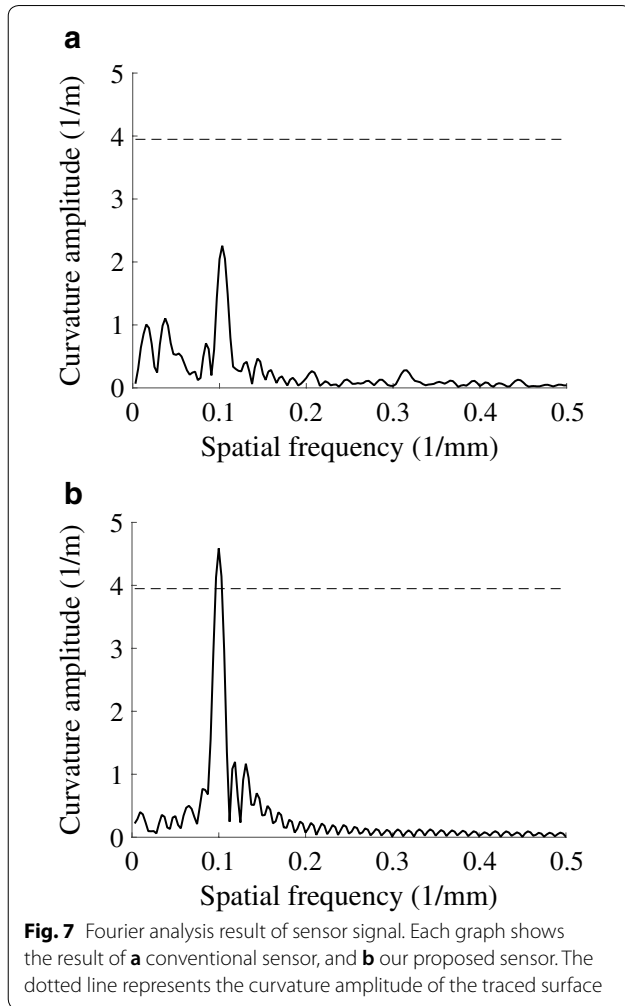 a
5
4
3
2
1
0
Curvature amplitude (1/m)
0 0.1 0.2 0.3 0.4 0.5
Spatial frequency (1/mm)
b
5
4
3
2
1
0
Curvature amplitude (1/m)
0 0.1 0.2 0.3 0.4 0.5
Spatial frequency (1/mm)
Fig. 7 Fourier analysis result of sensor signal. Each graph shows
the result of a conventional sensor, and b our proposed sensor. The
dotted line represents the curvature amplitude of the traced surface